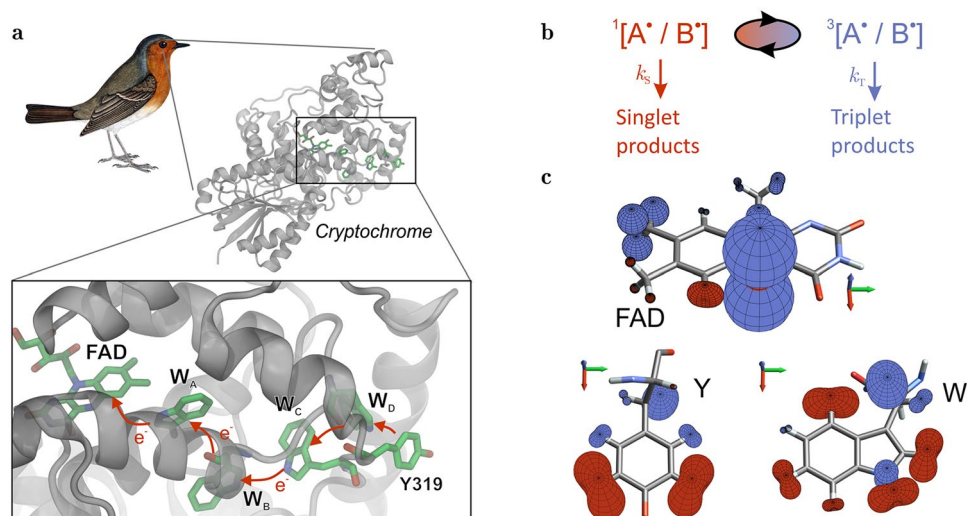 a
Cryptochrome
FAD
W_A
W_C
W_D
e⁻
e⁻
e⁻
W_B
Y319
b
¹[A• / B•]
³[A• / B•]
k_S
k_T
Singlet
products
Triplet
products
c
FAD
Y
W